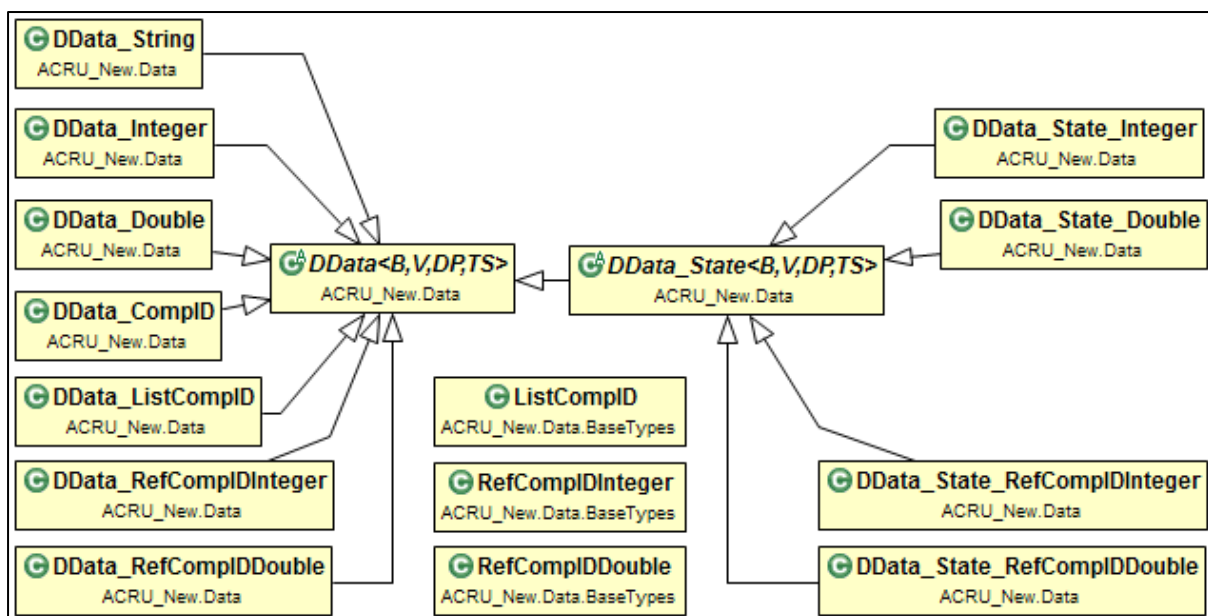 DData_String
ACRU_New.Data
DData_Integer
ACRU_New.Data
DData_Double
ACRU_New.Data
DData_CompID
ACRU_New.Data
DData_ListCompID
ACRU_New.Data
DData_RefCompIDInteger
ACRU_New.Data
DData_RefCompIDDouble
ACRU_New.Data
DData<B,V,DP,TS>
ACRU_New.Data
ListCompID
ACRU_New.Data.BaseTypes
RefCompIDInteger
ACRU_New.Data.BaseTypes
RefCompIDDouble
ACRU_New.Data.BaseTypes
DData_State<B,V,DP,TS>
ACRU_New.Data
DData_State_Integer
ACRU_New.Data
DData_State_Double
ACRU_New.Data
DData_State_RefCompIDInteger
ACRU_New.Data
DData_State_RefCompIDDouble
ACRU_New.Data